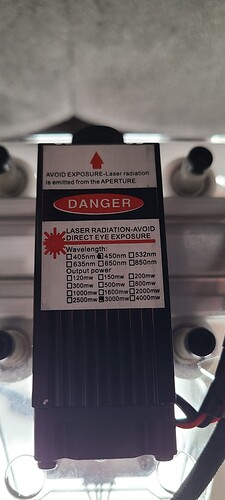 AVOID EXPOSURE-Laser radiation
is emitted from the APERTURE
DANGER
LASER RADIATION-AVOID
DIRECT EYE EXPOSURE
Wavelength:
☐405nm ☑450nm ☐532nm
☐635nm ☐650nm ☐850nm
Output power
☐120mw ☐150mw ☐200mw
☐300mw ☐500mw ☐800mw
☐1000mw ☐1600mw ☐2000mw
☐2500mw ☑3000mw ☐4000mw